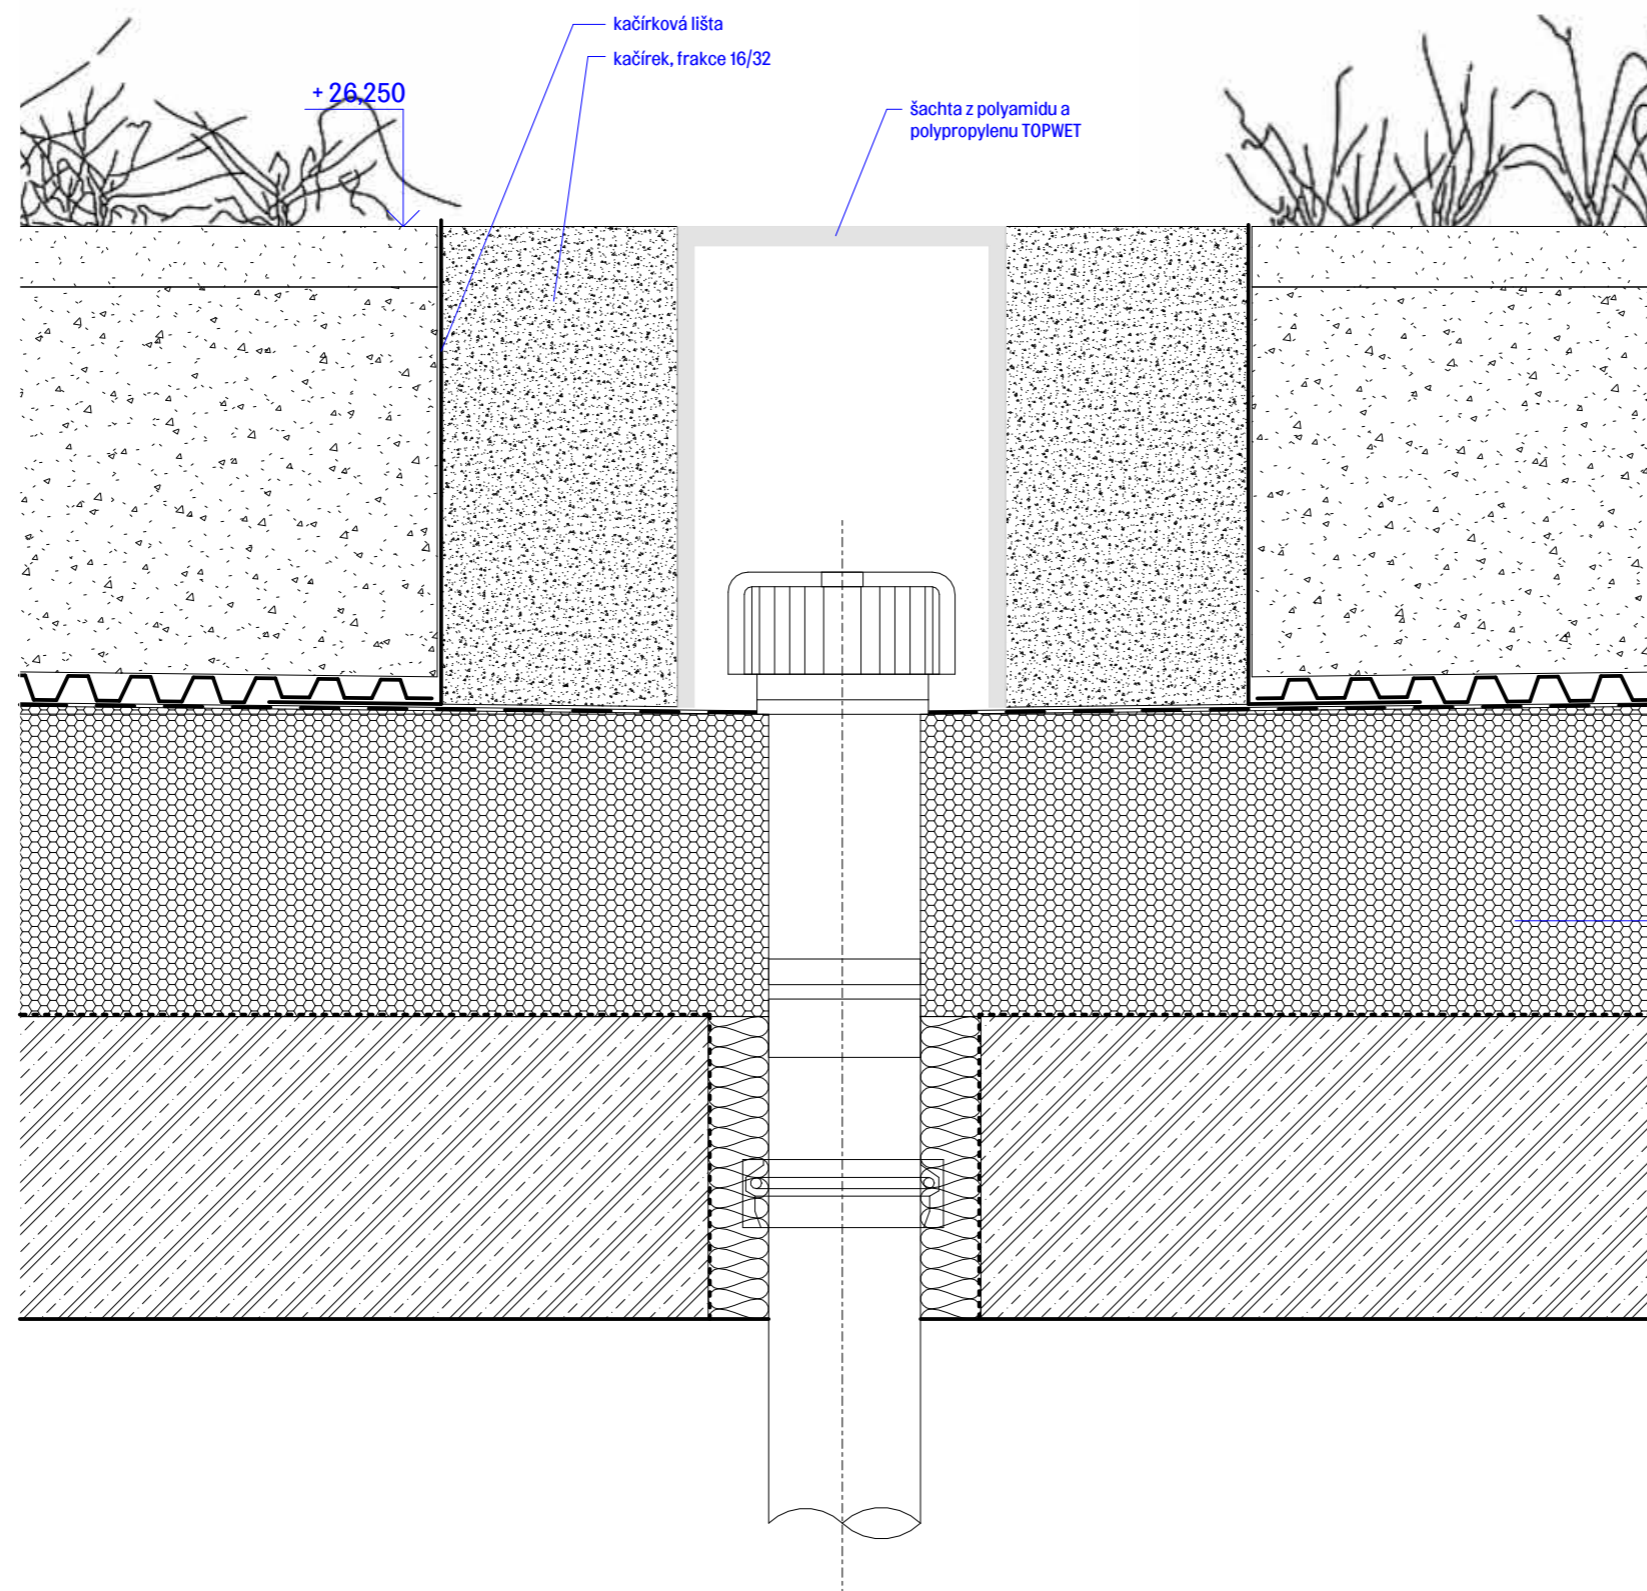 kačírková lišta
kačírek, frakce 16/32
+ 26,250
šachta z polyamidu a
polypropylenu TOPWET